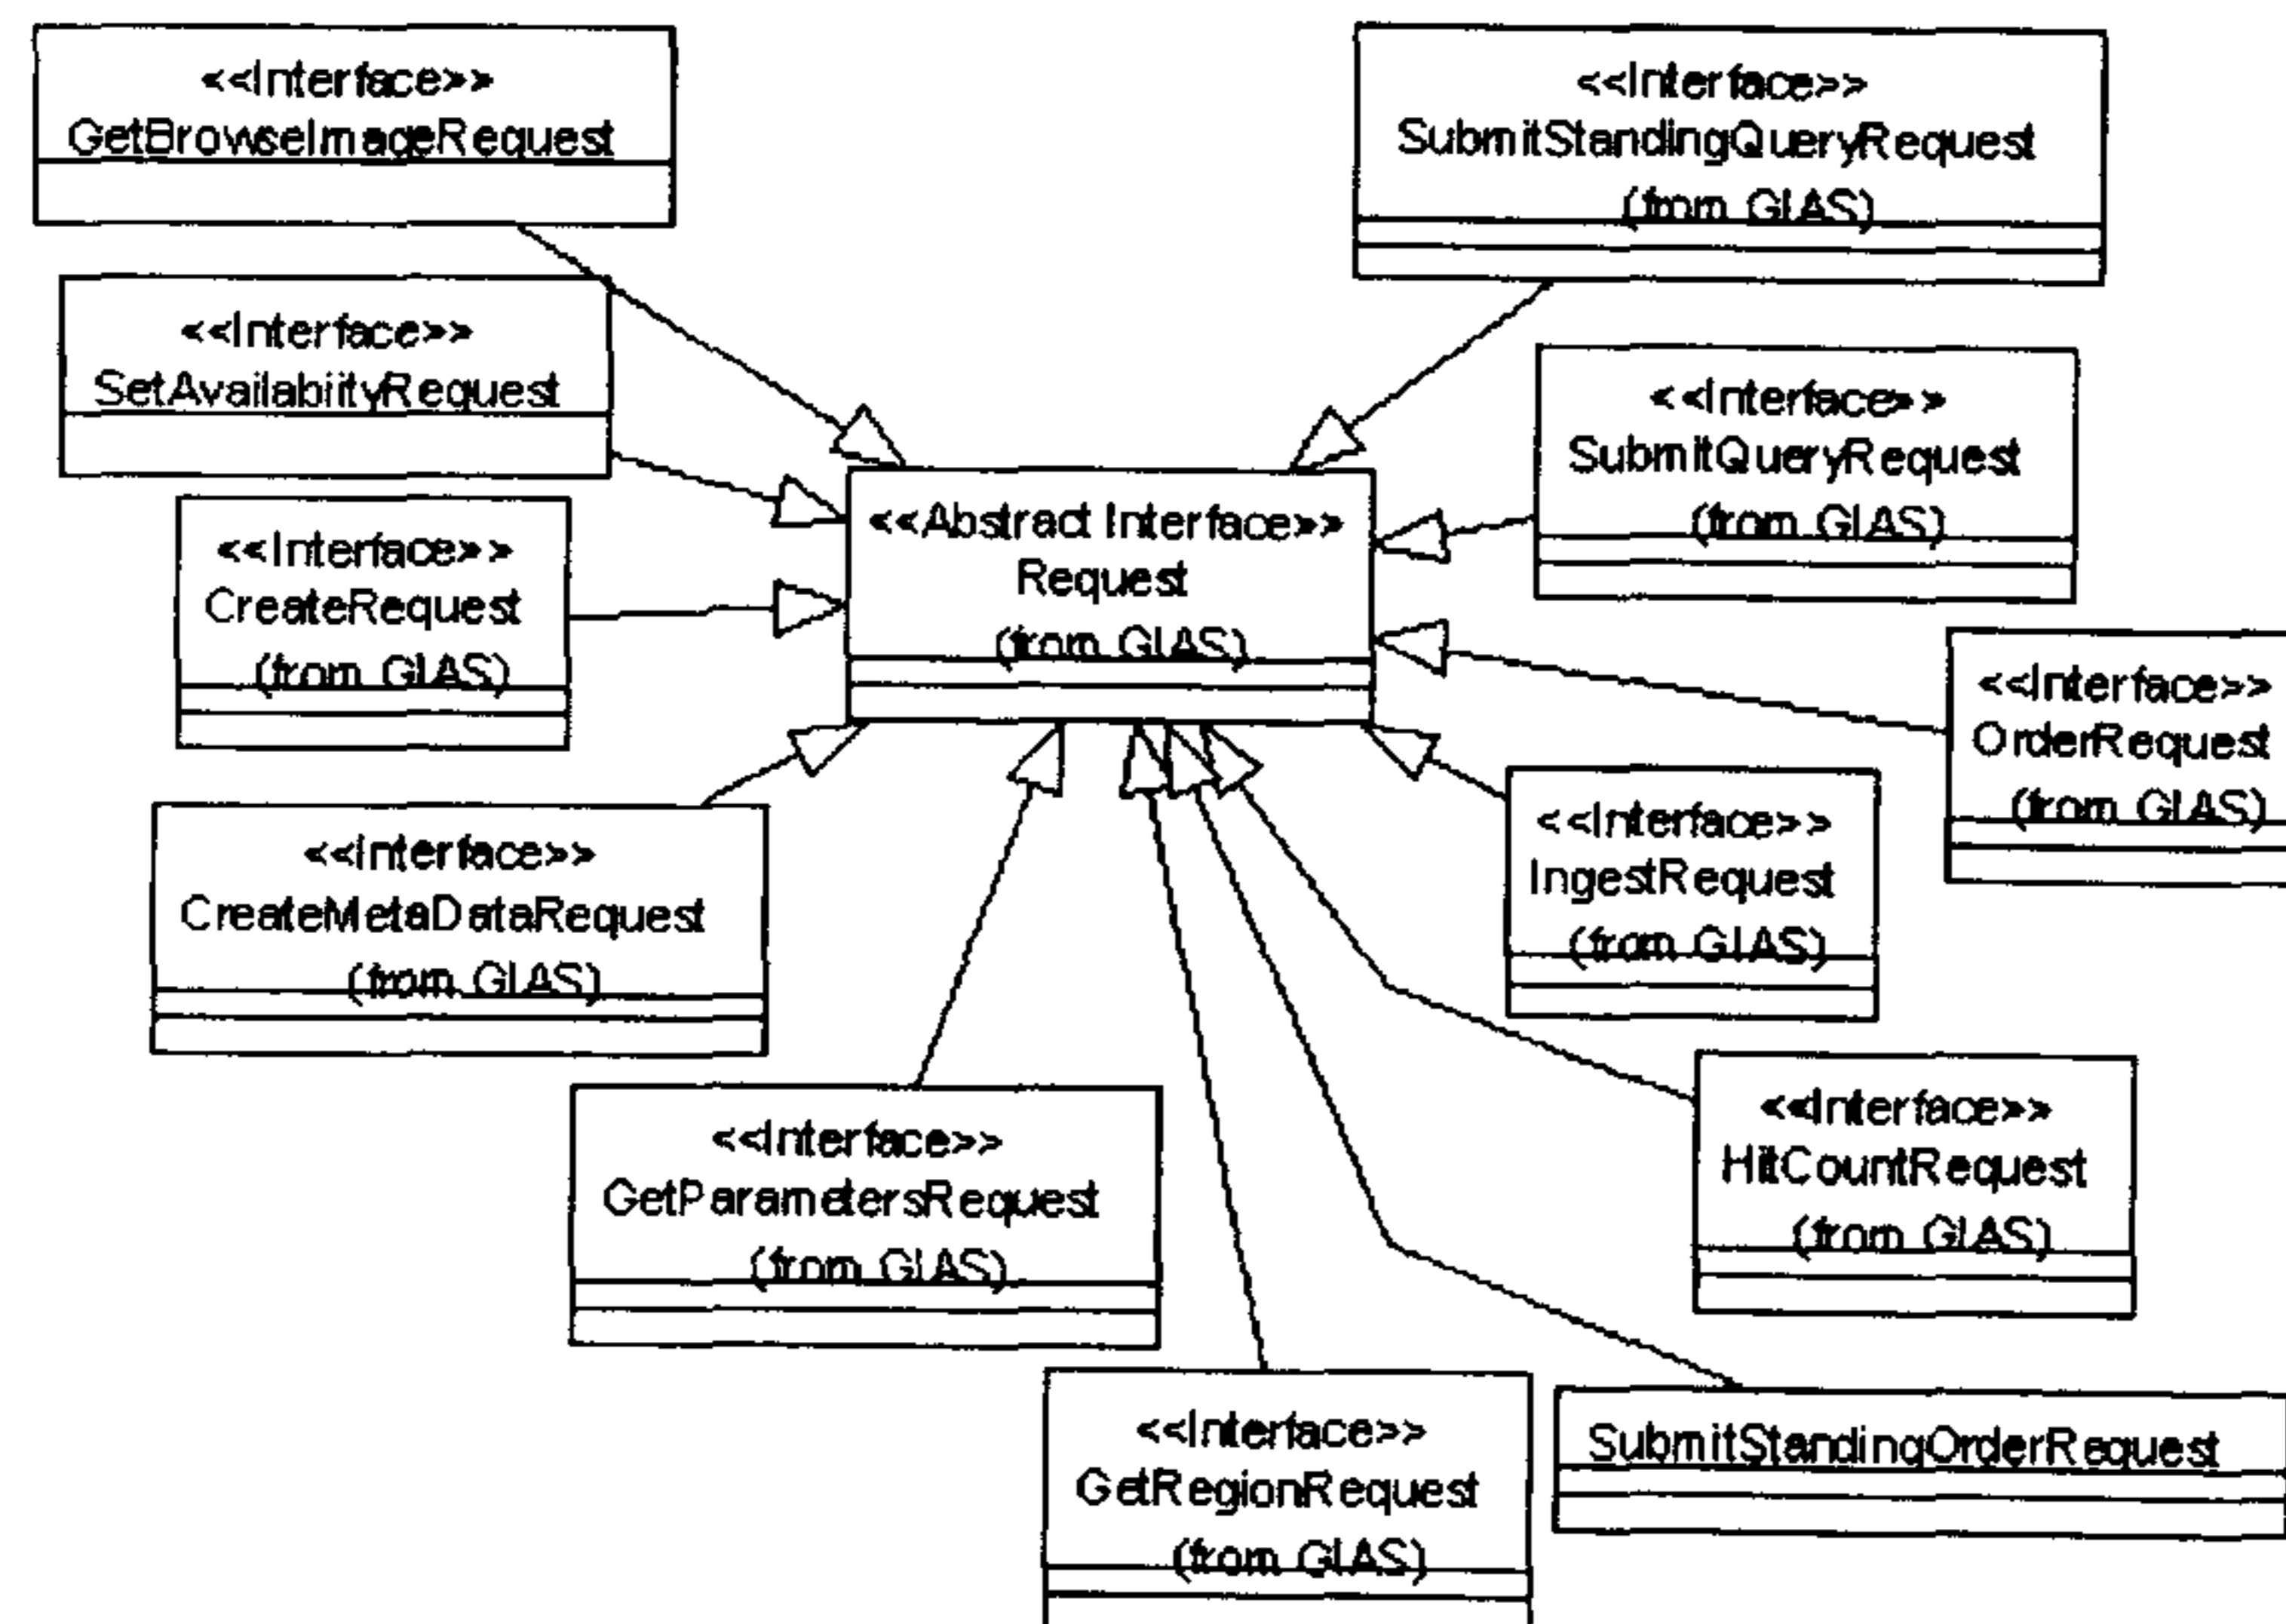 <<Interface>>
GetBrowseImageRequest
<<Interface>>
SubmitStandingQueryRequest
(from GIAS)
<<Interface>>
SetAvailabiityRequest
<<Interface>>
SubmitQueryRequest
(from GIAS)
<<Abstract Interface>>
Request
(from GIAS)
<<Interface>>
CreateRequest
(from GIAS)
<<Interface>>
OrderRequest
(from GIAS)
<<Interface>>
IngestRequest
(from GIAS)
<<Interface>>
CreateMetaDataRequest
(from GIAS)
<<Interface>>
HitCountRequest
(from GIAS)
<<Interface>>
GetParametersRequest
(from GIAS)
<<Interface>>
GetRegionRequest
(from GIAS)
SubmitStandingOrderRequest